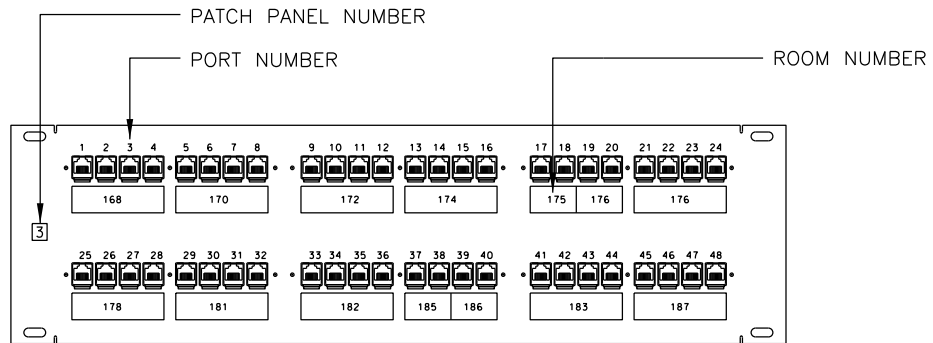 PATCH PANEL NUMBER
PORT NUMBER
ROOM NUMBER
1 2 3 4 5 6 7 8 9 10 11 12 13 14 15 16 17 18 19 20 21 22 23 24
168 170 172 174 175 176 176
3
25 26 27 28 29 30 31 32 33 34 35 36 37 38 39 40 41 42 43 44 45 46 47 48
178 181 182 185 186 183 187